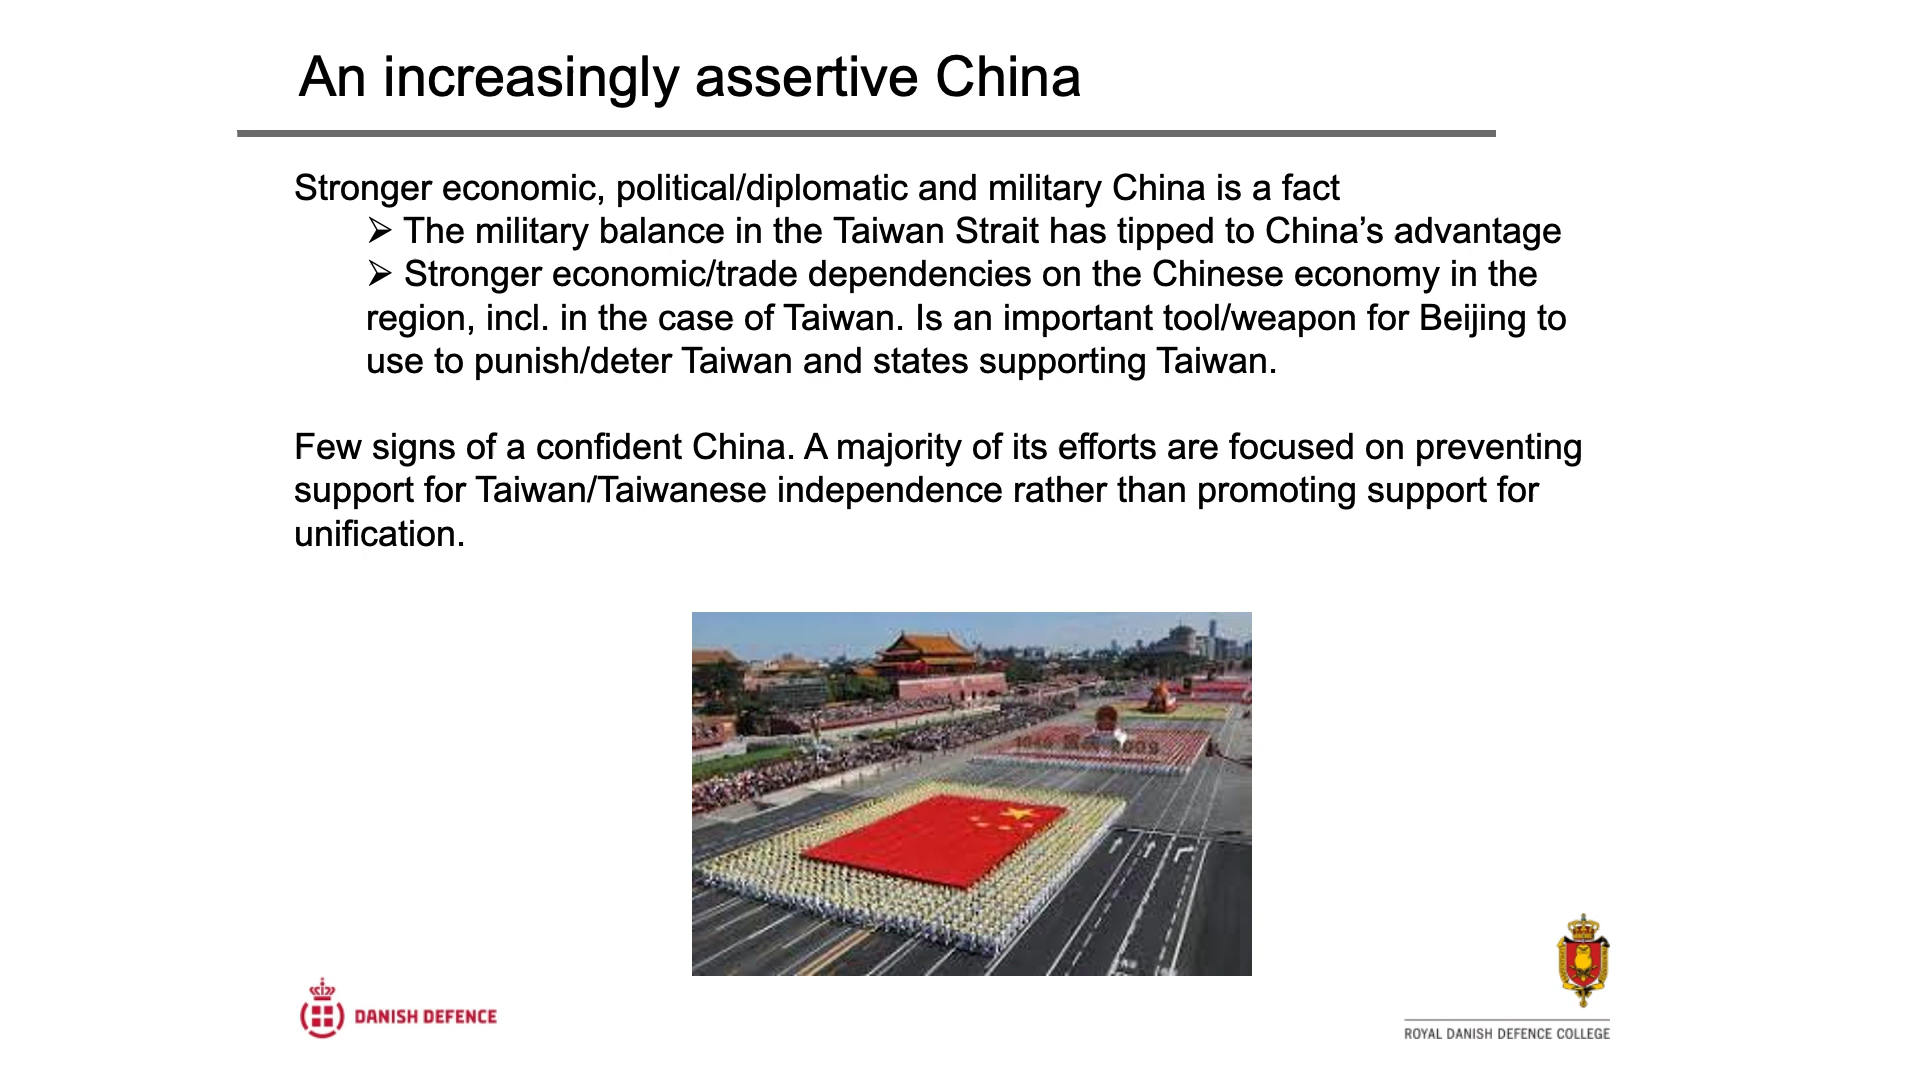 An increasingly assertive China
Stronger economic, political/diplomatic and military China is a fact
➢ The military balance in the Taiwan Strait has tipped to China’s advantage
➢ Stronger economic/trade dependencies on the Chinese economy in the
region, incl. in the case of Taiwan. Is an important tool/weapon for Beijing to
use to punish/deter Taiwan and states supporting Taiwan.
Few signs of a confident China. A majority of its efforts are focused on preventing
support for Taiwan/Taiwanese independence rather than promoting support for
unification.
1949
2009
DANISH DEFENCE
ROYAL DANISH DEFENCE COLLEGE